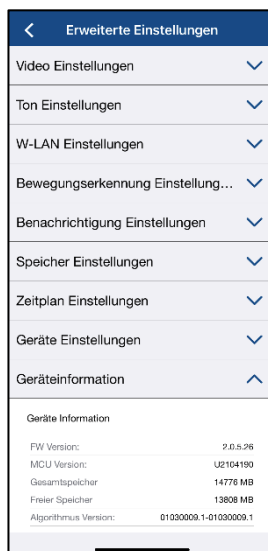 Erweiterte Einstellungen
Video Einstellungen
Ton Einstellungen
W-LAN Einstellungen
Bewegungserkennung Einstellung...
Benachrichtigung Einstellungen
Speicher Einstellungen
Zeitplan Einstellungen
Geräte Einstellungen
Geräteinformation
Geräte Information
FW Version: 2.0.5.26
MCU Version: U2104190
Gesamtspeicher 14776 MB
Freier Speicher 13808 MB
Algorithmus Version: 01030009.1-01030009.1